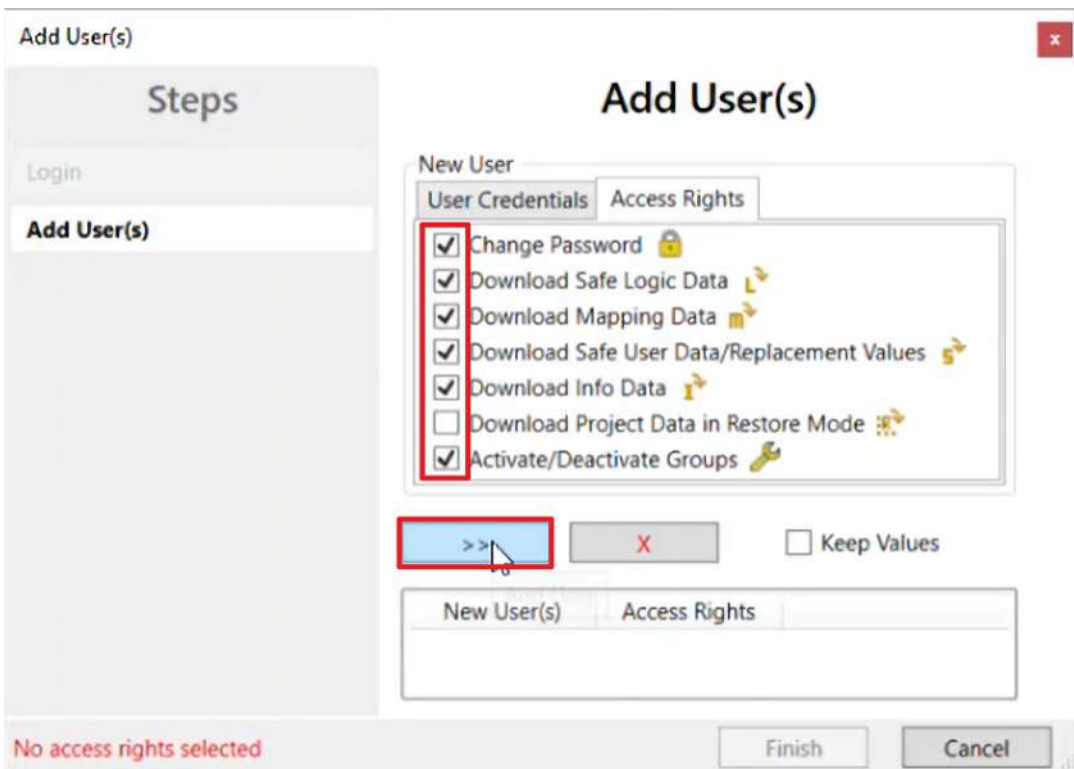 Add User(s)
x
Steps
Login
Add User(s)
Add User(s)
New User
User Credentials
Access Rights
Change Password
Download Safe Logic Data L
Download Mapping Data m
Download Safe User Data/Replacement Values s
Download Info Data I
Download Project Data in Restore Mode R
Activate/Deactivate Groups
>>
X
Keep Values
New User(s)
Access Rights
No access rights selected
Finish
Cancel